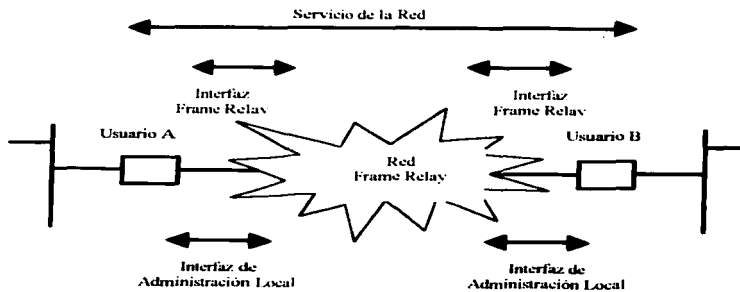 Servicio de la Red
Interfaz
Frame Relay
Interfaz
Frame Relay
Usuario A
Usuario B
Red
Frame Relay
Interfaz de
Administración Local
Interfaz de
Administración Local